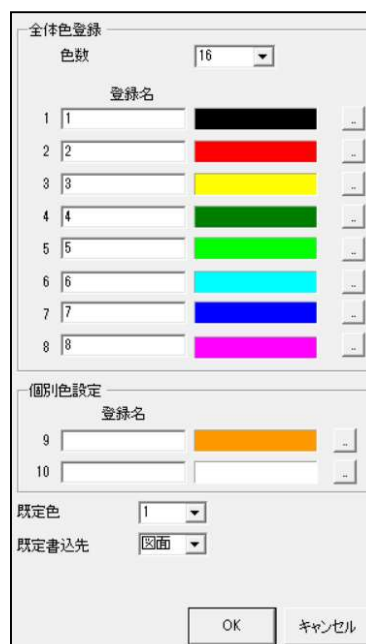 全体色登録
色数 16
登録名
1 1 ..
2 2 ..
3 3 ..
4 4 ..
5 5 ..
6 6 ..
7 7 ..
8 8 ..
個別色設定
登録名
9 ..
10 ..
既定色 1
既定書込先 図面
OK キャンセル